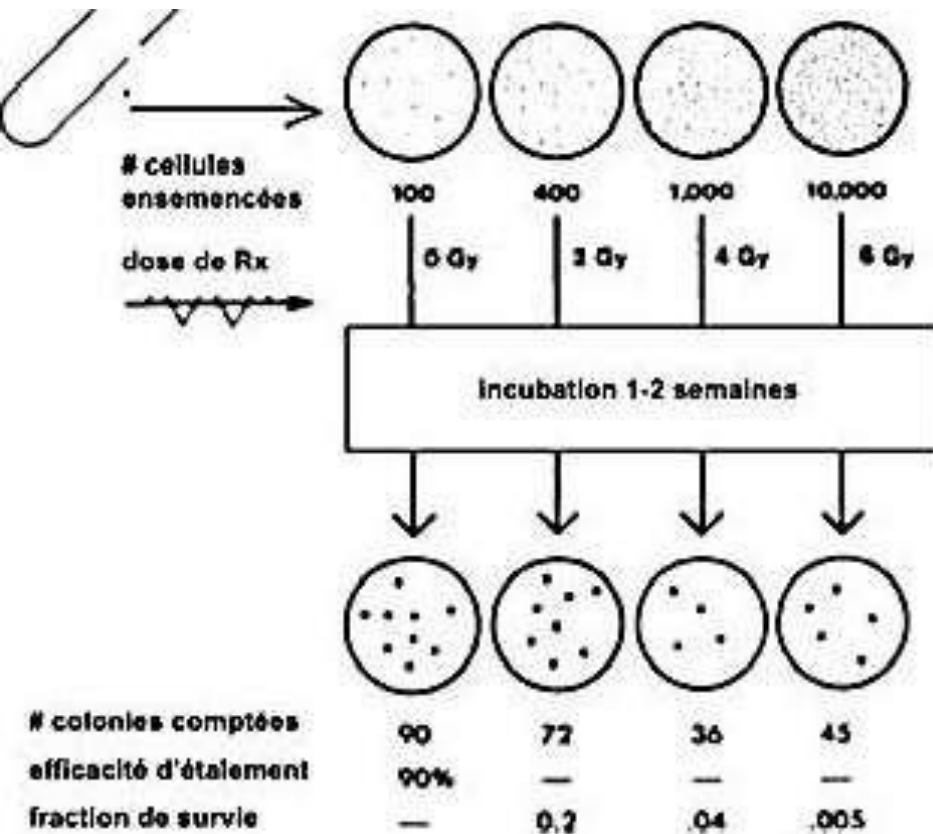 # cellules
ensemencées
100 400 1,000 10,000
dose de Rx
0 Gy 2 Gy 4 Gy 6 Gy
incubation 1-2 semaines
# colonies comptées 90 72 36 45
efficacité d'étalement 90% — — —
fraction de survie — 0.2 .04 .005